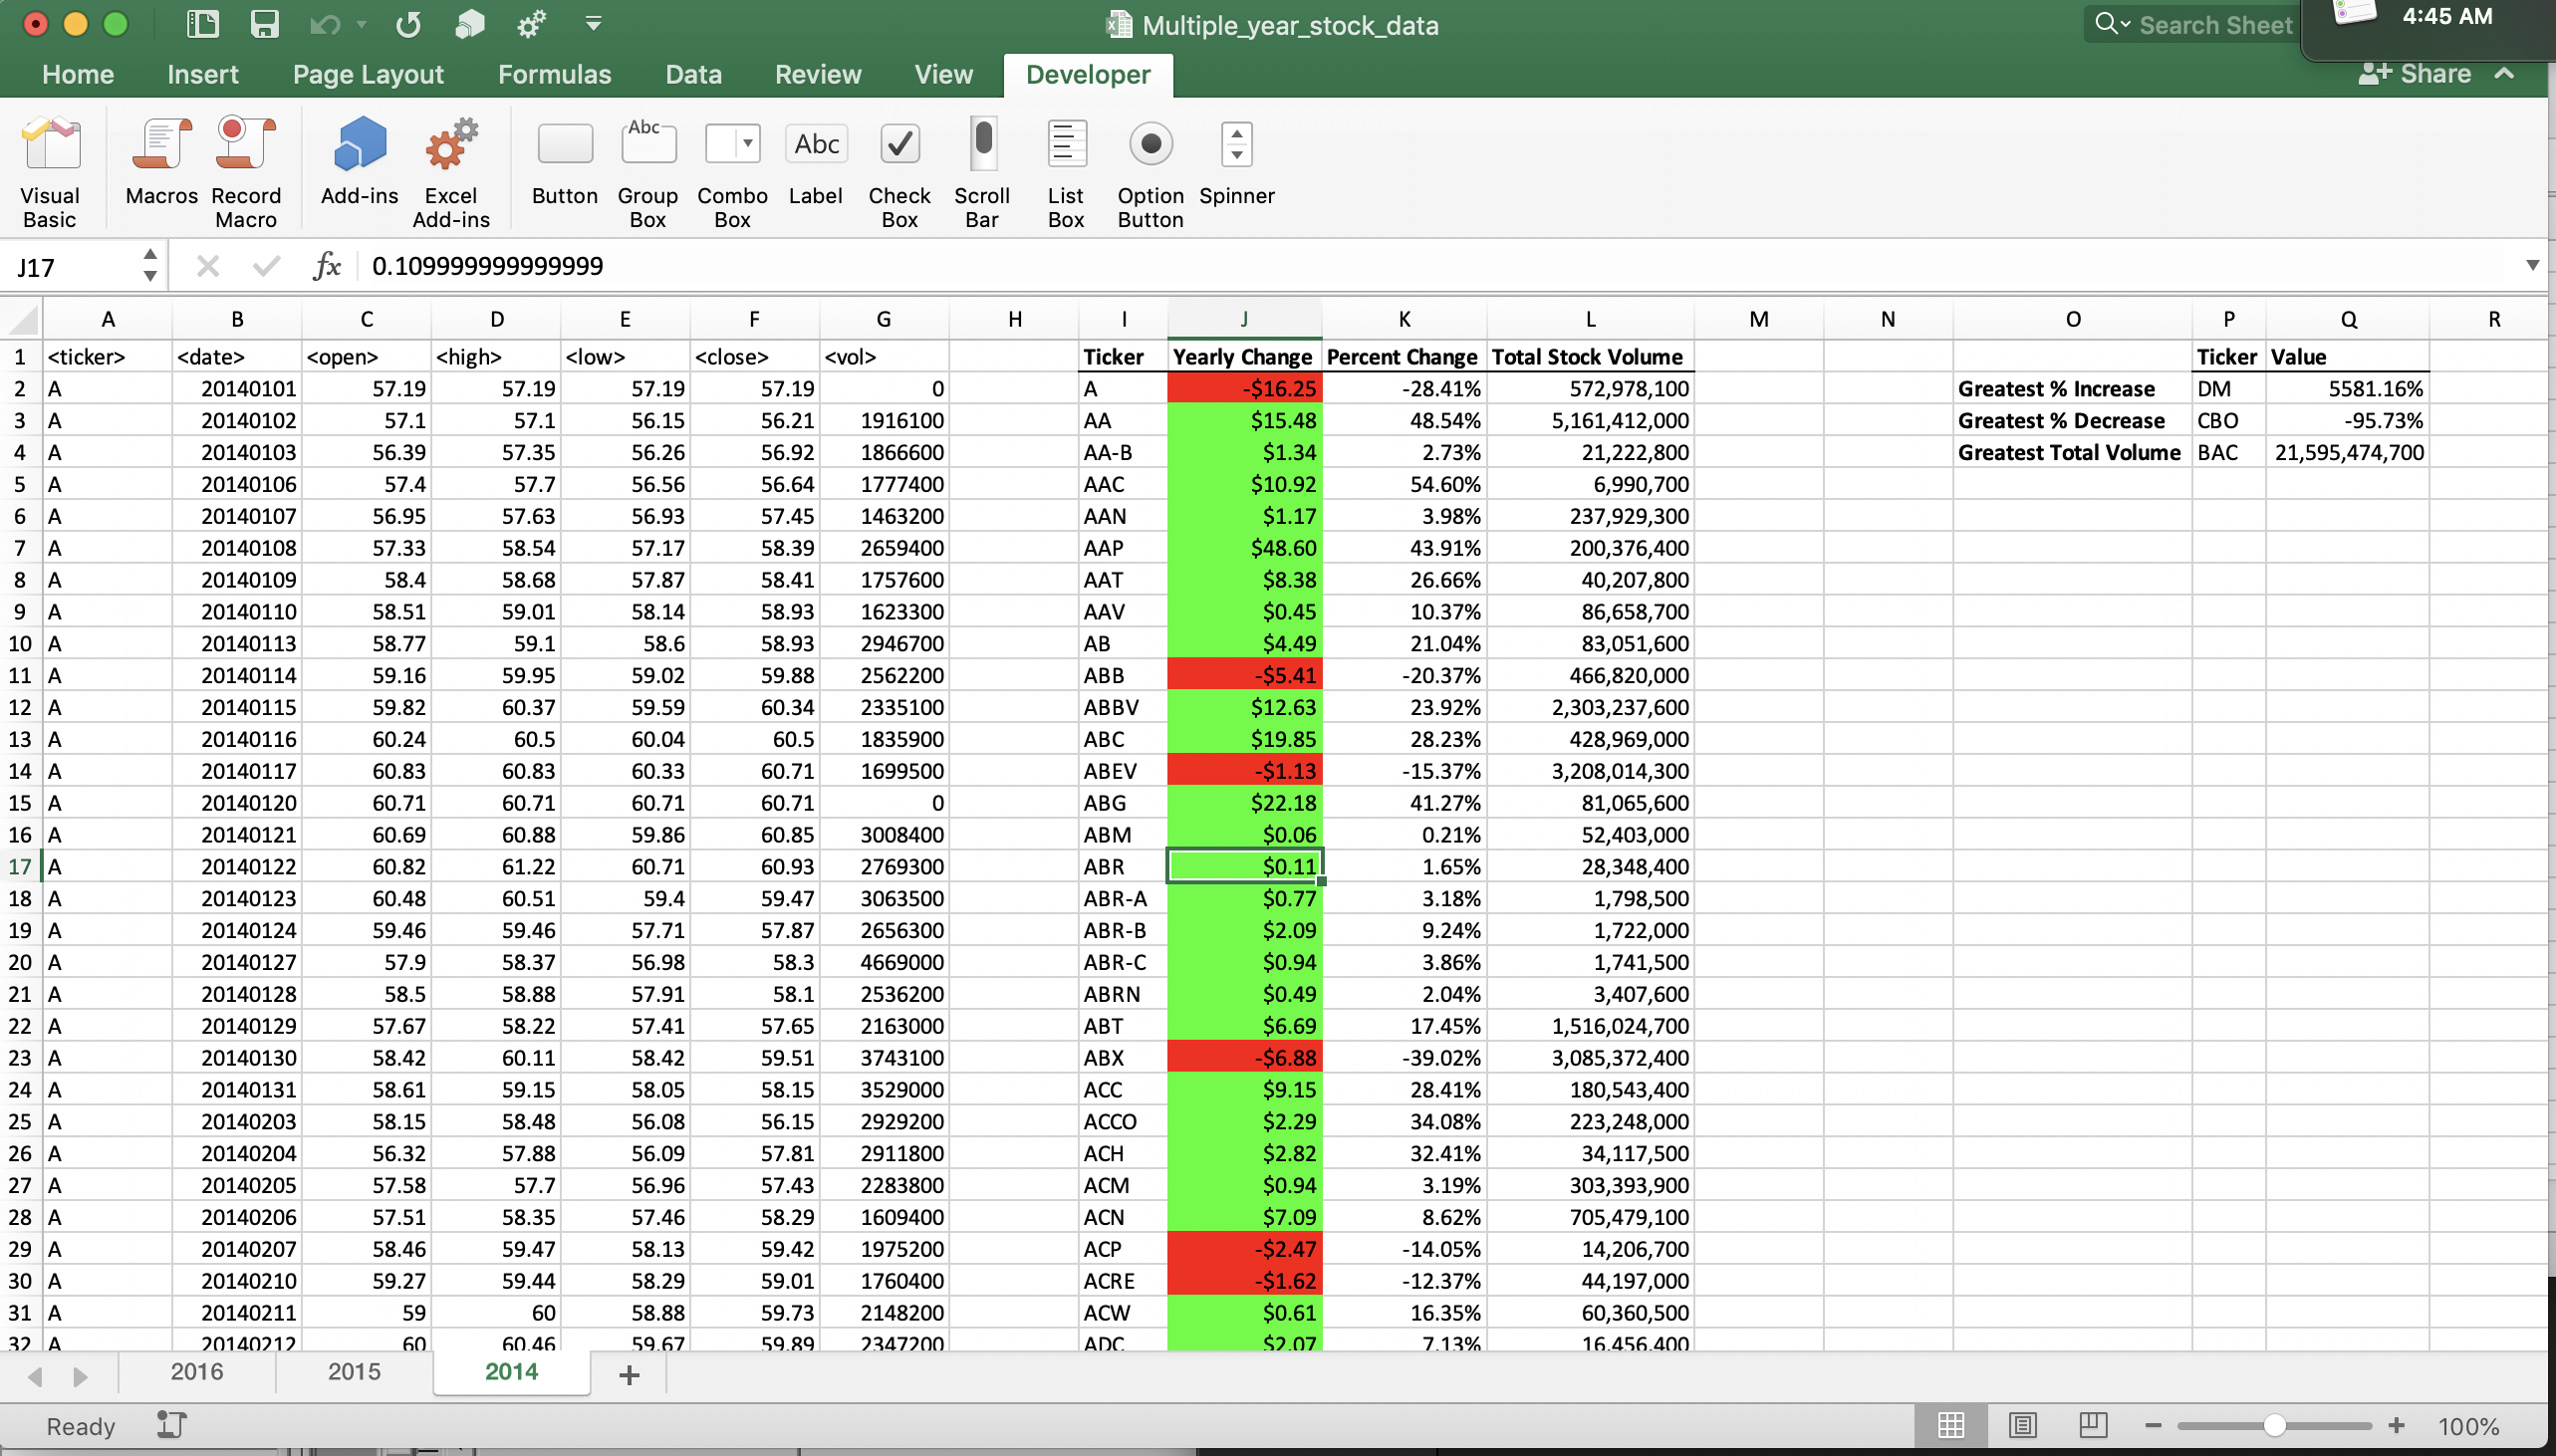 Multiple_year_stock_data
Search Sheet
4:45 AM
Home Insert Page Layout Formulas Data Review View Developer
Share
Visual Basic Macros Record Macro Add-ins Excel Add-ins Button Group Box Combo Box Label Check Box Scroll Bar List Box Option Button Spinner
Abc Abc
J17 fx 0.109999999999999
A B C D E F G H I J K L M N O P Q R
1 <ticker> <date> <open> <high> <low> <close> <vol> Ticker Yearly Change Percent Change Total Stock Volume Ticker Value
2 A 20140101 57.19 57.19 57.19 57.19 0 A -$16.25 -28.41% 572,978,100 Greatest % Increase DM 5581.16%
3 A 20140102 57.1 57.1 56.15 56.21 1916100 AA $15.48 48.54% 5,161,412,000 Greatest % Decrease CBO -95.73%
4 A 20140103 56.39 57.35 56.26 56.92 1866600 AA-B $1.34 2.73% 21,222,800 Greatest Total Volume BAC 21,595,474,700
5 A 20140106 57.4 57.7 56.56 56.64 1777400 AAC $10.92 54.60% 6,990,700
6 A 20140107 56.95 57.63 56.93 57.45 1463200 AAN $1.17 3.98% 237,929,300
7 A 20140108 57.33 58.54 57.17 58.39 2659400 AAP $48.60 43.91% 200,376,400
8 A 20140109 58.4 58.68 57.87 58.41 1757600 AAT $8.38 26.66% 40,207,800
9 A 20140110 58.51 59.01 58.14 58.93 1623300 AAV $0.45 10.37% 86,658,700
10 A 20140113 58.77 59.1 58.6 58.93 2946700 AB $4.49 21.04% 83,051,600
11 A 20140114 59.16 59.95 59.02 59.88 2562200 ABB -$5.41 -20.37% 466,820,000
12 A 20140115 59.82 60.37 59.59 60.34 2335100 ABBV $12.63 23.92% 2,303,237,600
13 A 20140116 60.24 60.5 60.04 60.5 1835900 ABC $19.85 28.23% 428,969,000
14 A 20140117 60.83 60.83 60.33 60.71 1699500 ABEV -$1.13 -15.37% 3,208,014,300
15 A 20140120 60.71 60.71 60.71 60.71 0 ABG $22.18 41.27% 81,065,600
16 A 20140121 60.69 60.88 59.86 60.85 3008400 ABM $0.06 0.21% 52,403,000
17 A 20140122 60.82 61.22 60.71 60.93 2769300 ABR $0.11 1.65% 28,348,400
18 A 20140123 60.48 60.51 59.4 59.47 3063500 ABR-A $0.77 3.18% 1,798,500
19 A 20140124 59.46 59.46 57.71 57.87 2656300 ABR-B $2.09 9.24% 1,722,000
20 A 20140127 57.9 58.37 56.98 58.3 4669000 ABR-C $0.94 3.86% 1,741,500
21 A 20140128 58.5 58.88 57.91 58.1 2536200 ABRN $0.49 2.04% 3,407,600
22 A 20140129 57.67 58.22 57.41 57.65 2163000 ABT $6.69 17.45% 1,516,024,700
23 A 20140130 58.42 60.11 58.42 59.51 3743100 ABX -$6.88 -39.02% 3,085,372,400
24 A 20140131 58.61 59.15 58.05 58.15 3529000 ACC $9.15 28.41% 180,543,400
25 A 20140203 58.15 58.48 56.08 56.15 2929200 ACCO $2.29 34.08% 223,248,000
26 A 20140204 56.32 57.88 56.09 57.81 2911800 ACH $2.82 32.41% 34,117,500
27 A 20140205 57.58 57.7 56.96 57.43 2283800 ACM $0.94 3.19% 303,393,900
28 A 20140206 57.51 58.35 57.46 58.29 1609400 ACN $7.09 8.62% 705,479,100
29 A 20140207 58.46 59.47 58.13 59.42 1975200 ACP -$2.47 -14.05% 14,206,700
30 A 20140210 59.27 59.44 58.29 59.01 1760400 ACRE -$1.62 -12.37% 44,197,000
31 A 20140211 59 60 58.88 59.73 2148200 ACW $0.61 16.35% 60,360,500
32 A 20140212 60 60.46 59.67 59.89 2347200 ADC $2.07 7.13% 16,456,400
2016 2015 2014 +
Ready 100%